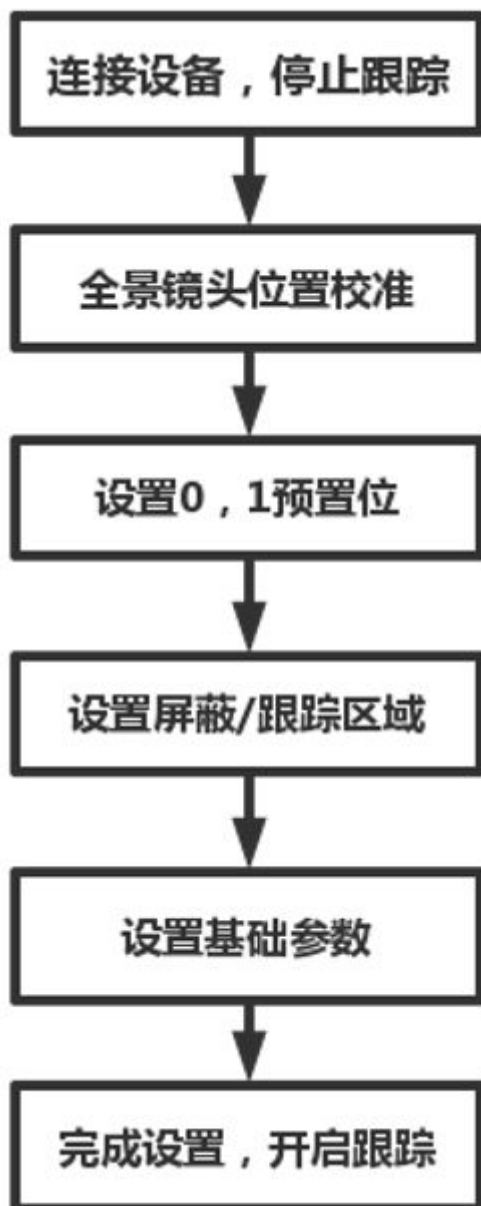 连接设备，停止跟踪
全景镜头位置校准
设置0，1预置位
设置屏蔽/跟踪区域
设置基础参数
完成设置，开启跟踪